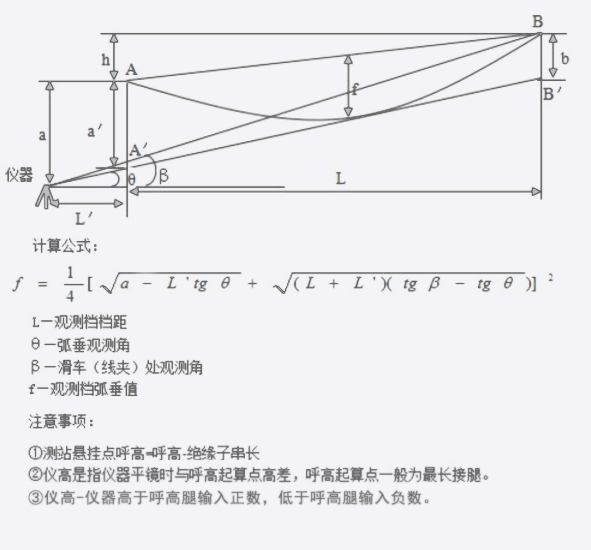 B
h
A
b
f
B′
a
a′
A′
仪器
θ
β
L
L′
计算公式：
f = 1/4 [ √(a − L'tg θ) + √((L + L')(tg β − tg θ)) ]²
L—观测档档距
θ—弧垂观测角
β—滑车（线夹）处观测角
f—观测档弧垂值
注意事项：
①测站悬挂点呼高=呼高-绝缘子串长
②仪高是指仪器平镜时与呼高起算点高差，呼高起算点一般为最长接腿。
③仪高-仪器高于呼高腿输入正数，低于呼高腿输入负数。